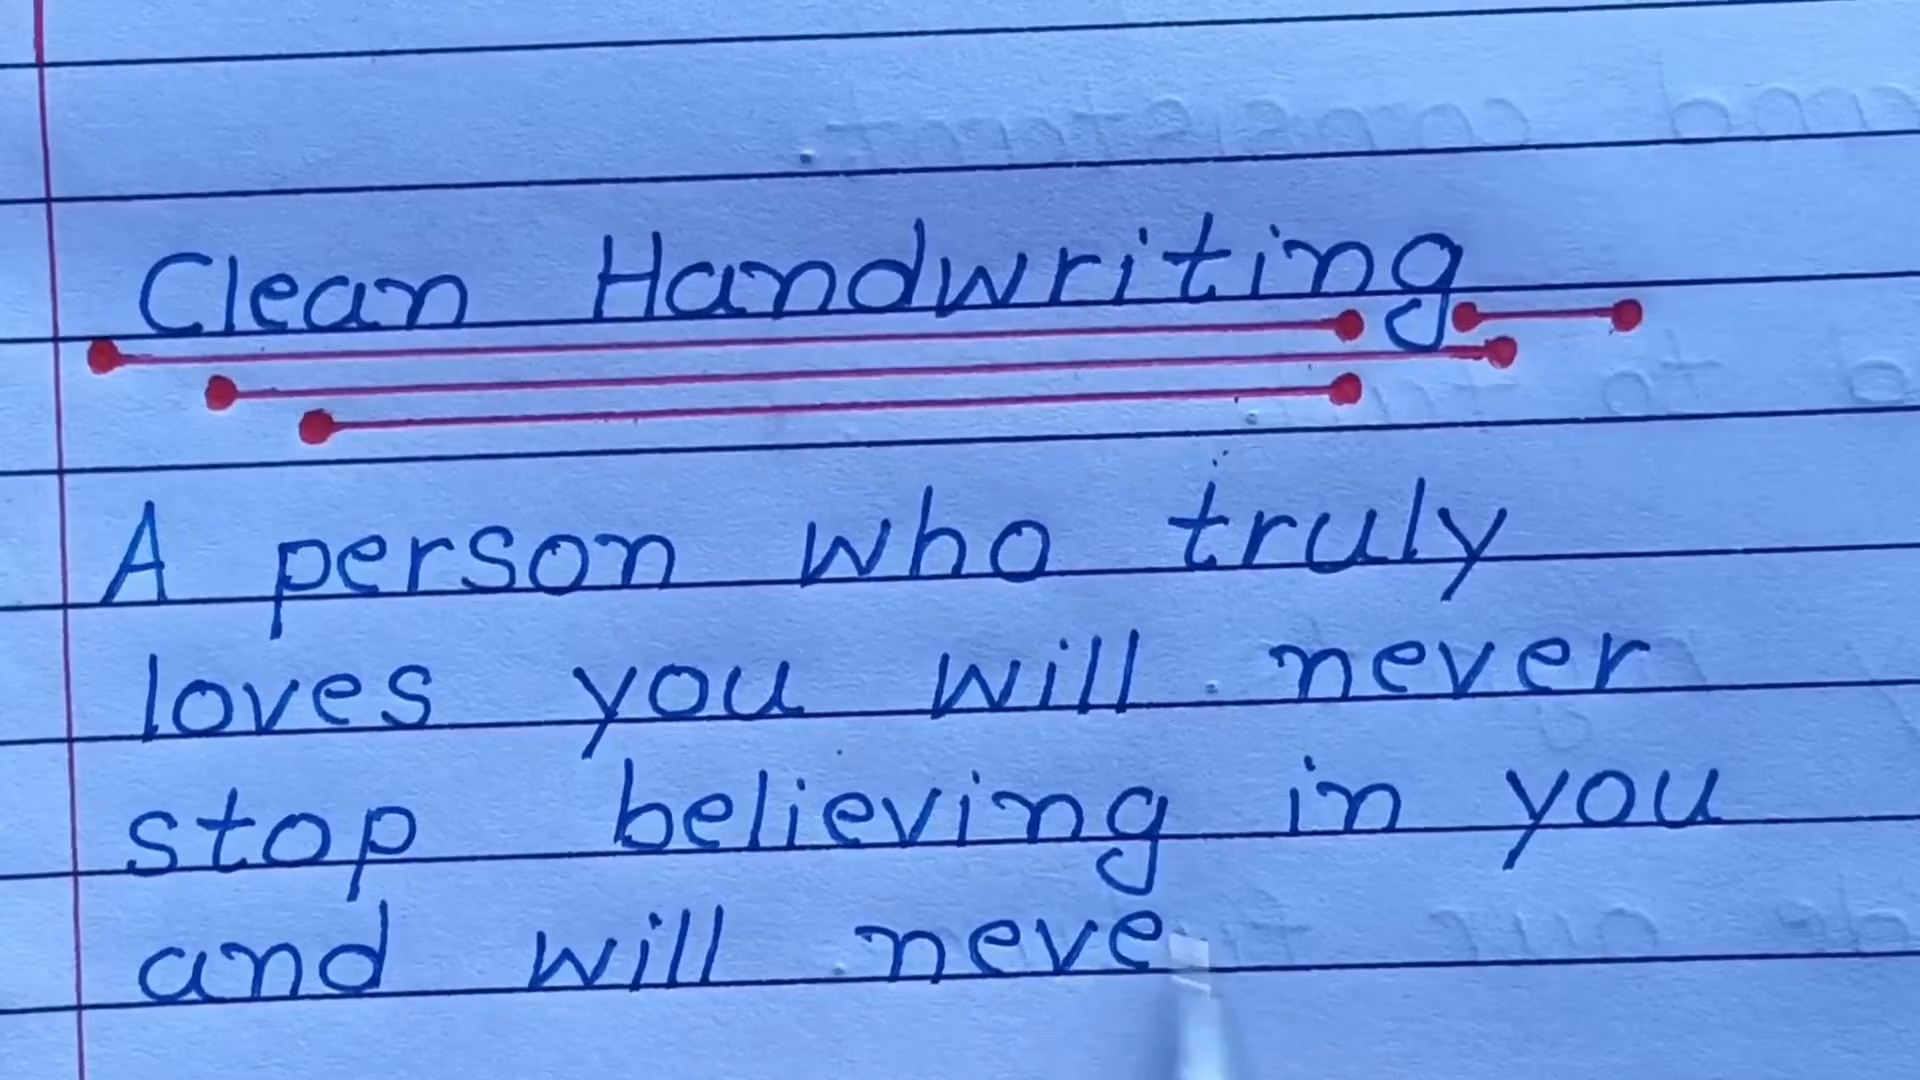 Clean Handwriting
A person who truly
loves you will never
stop believing in you
and will neve